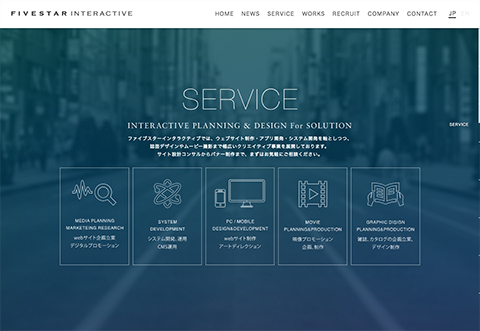 FIVESTAR INTERACTIVE
HOME NEWS SERVICE WORKS RECRUIT COMPANY CONTACT JP
SERVICE
INTERACTIVE PLANNING & DESIGN For SOLUTION
ファイブスターインタラクティブでは、ウェブサイト制作・アプリ開発・システム開発を軸としつつ、
誌面デザインやムービー撮影まで幅広いクリエイティブ事業を展開しております。
サイト設計コンサルからバナー制作まで、まずはお気軽にご相談ください。
SERVICE
MEDIA PLANNING
MARKETEING RESEARCH
webサイト企画立案
デジタルプロモーション
SYSTEM
DEVELOPMENT
システム開発、運用
CMS運用
PC / MOBILE
DESIGN&DEVELOPMENT
webサイト制作
アートディレクション
MOVIE
PLANNING&PRODUCTION
映像プロモーション
企画、制作
GRAPHIC DISIGN
PLANNING&PRODUCTION
雑誌、カタログの企画立案、
デザイン制作